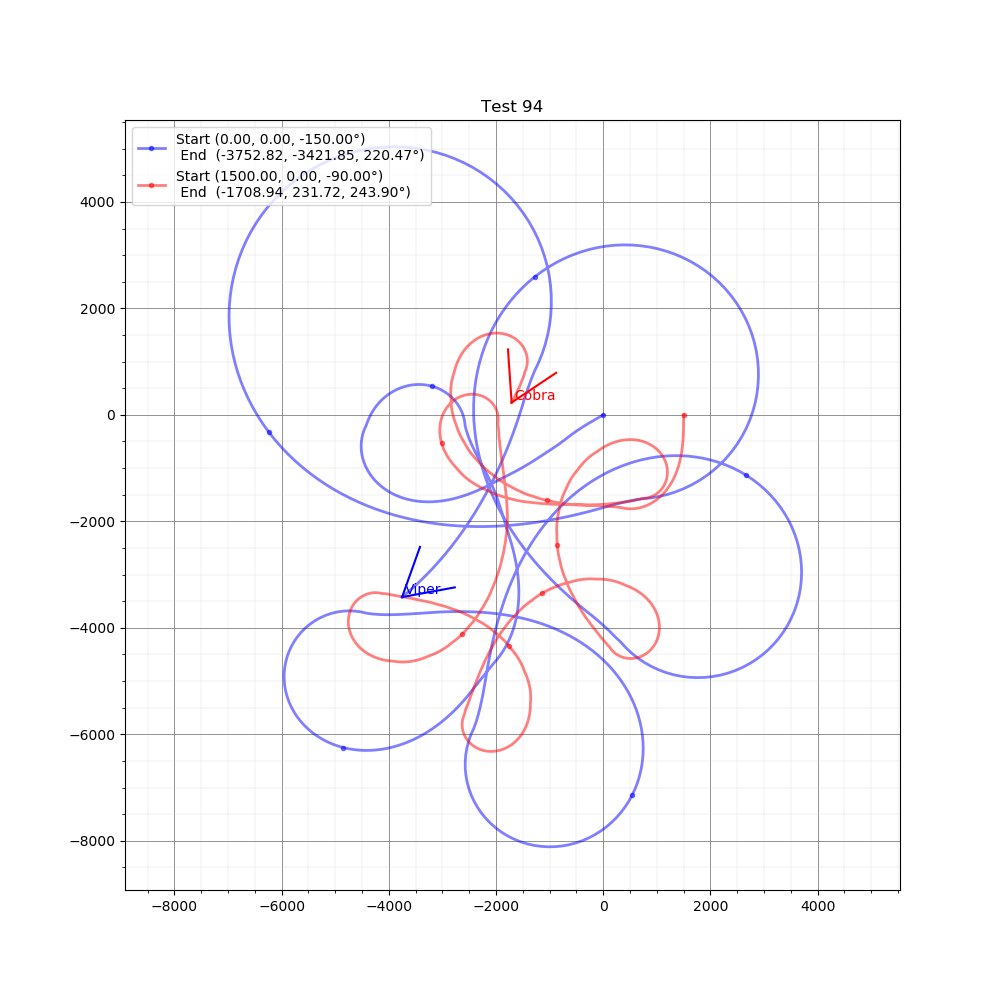 Test 94
Start (0.00, 0.00, -150.00°)
End  (-3752.82, -3421.85, 220.47°)
Start (1500.00, 0.00, -90.00°)
End  (-1708.94, 231.72, 243.90°)
4000
2000
0
−2000
−4000
−6000
−8000
Cobra
Viper
−8000 −6000 −4000 −2000 0 2000 4000